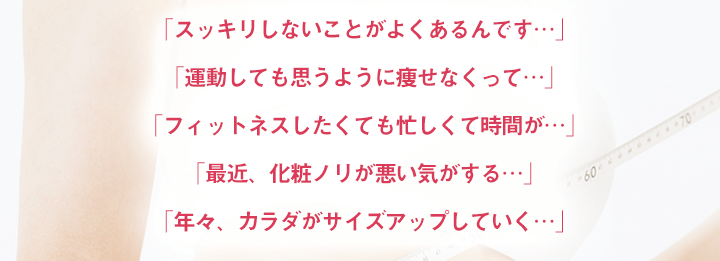 「スッキリしないことがよくあるんです…」
「運動しても思うように痩せなくって…」
「フィットネスしたくても忙しくて時間が…」
「最近、化粧ノリが悪い気がする…」
「年々、カラダがサイズアップしていく…」
70
60